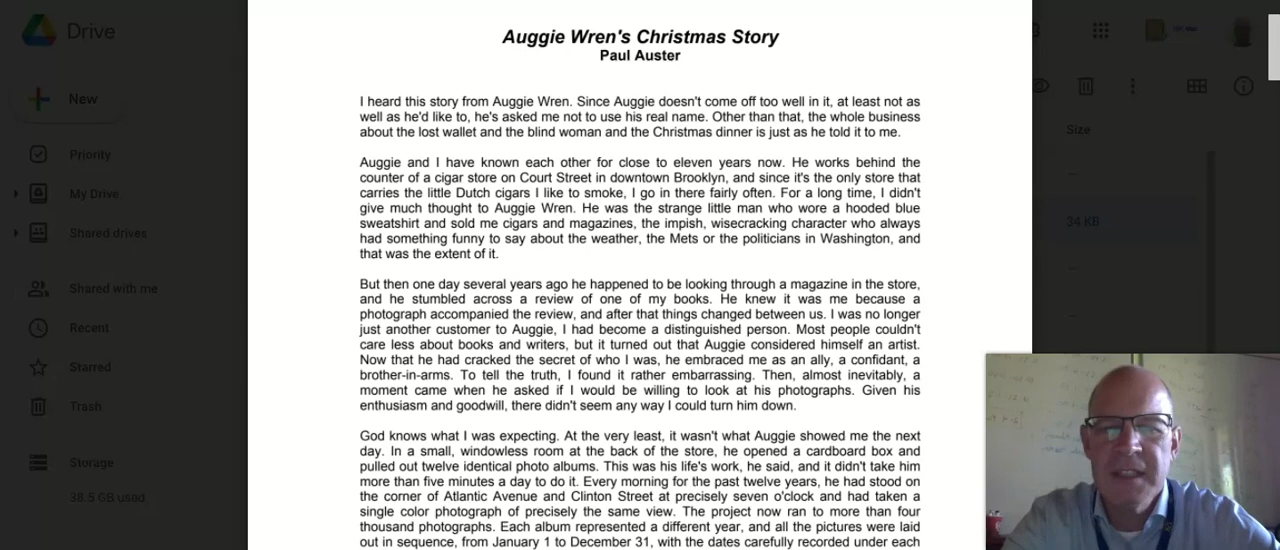 Drive
New
Priority
My Drive
Shared drives
Shared with me
Recent
Starred
Trash
Storage
38.5 GB used
Auggie Wren's Christmas Story
Paul Auster
I heard this story from Auggie Wren. Since Auggie doesn't come off too well in it, at least not as
well as he'd like to, he's asked me not to use his real name. Other than that, the whole business
about the lost wallet and the blind woman and the Christmas dinner is just as he told it to me.
Auggie and I have known each other for close to eleven years now. He works behind the
counter of a cigar store on Court Street in downtown Brooklyn, and since it's the only store that
carries the little Dutch cigars I like to smoke, I go in there fairly often. For a long time, I didn't
give much thought to Auggie Wren. He was the strange little man who wore a hooded blue
sweatshirt and sold me cigars and magazines, the impish, wisecracking character who always
had something funny to say about the weather, the Mets or the politicians in Washington, and
that was the extent of it.
But then one day several years ago he happened to be looking through a magazine in the store,
and he stumbled across a review of one of my books. He knew it was me because a
photograph accompanied the review, and after that things changed between us. I was no longer
just another customer to Auggie, I had become a distinguished person. Most people couldn't
care less about books and writers, but it turned out that Auggie considered himself an artist.
Now that he had cracked the secret of who I was, he embraced me as an ally, a confidant, a
brother-in-arms. To tell the truth, I found it rather embarrassing. Then, almost inevitably, a
moment came when he asked if I would be willing to look at his photographs. Given his
enthusiasm and goodwill, there didn't seem any way I could turn him down.
God knows what I was expecting. At the very least, it wasn't what Auggie showed me the next
day. In a small, windowless room at the back of the store, he opened a cardboard box and
pulled out twelve identical photo albums. This was his life's work, he said, and it didn't take him
more than five minutes a day to do it. Every morning for the past twelve years, he had stood on
the corner of Atlantic Avenue and Clinton Street at precisely seven o'clock and had taken a
single color photograph of precisely the same view. The project now ran to more than four
thousand photographs. Each album represented a different year, and all the pictures were laid
out in sequence, from January 1 to December 31, with the dates carefully recorded under each
Size
34 KB